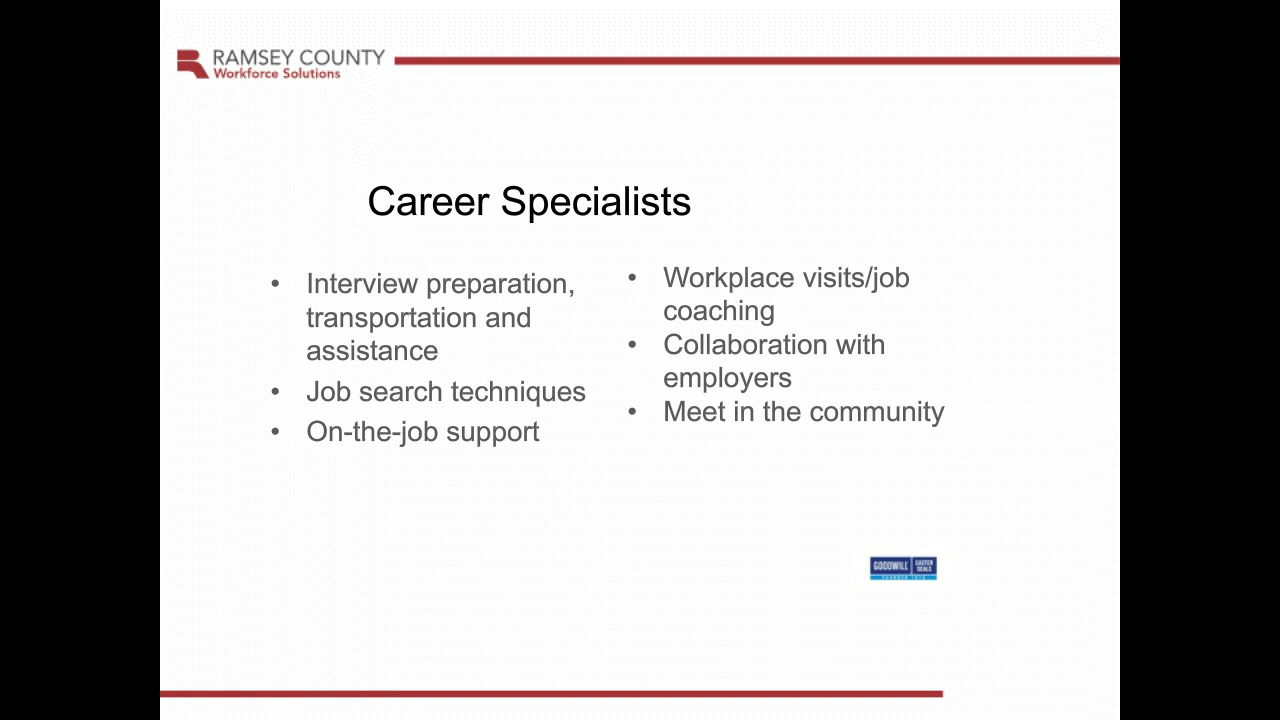 RAMSEY COUNTY
Workforce Solutions
Career Specialists
• Interview preparation,
transportation and
assistance
• Job search techniques
• On-the-job support
• Workplace visits/job
coaching
• Collaboration with
employers
• Meet in the community
GOODWILL
EASTER
SEALS